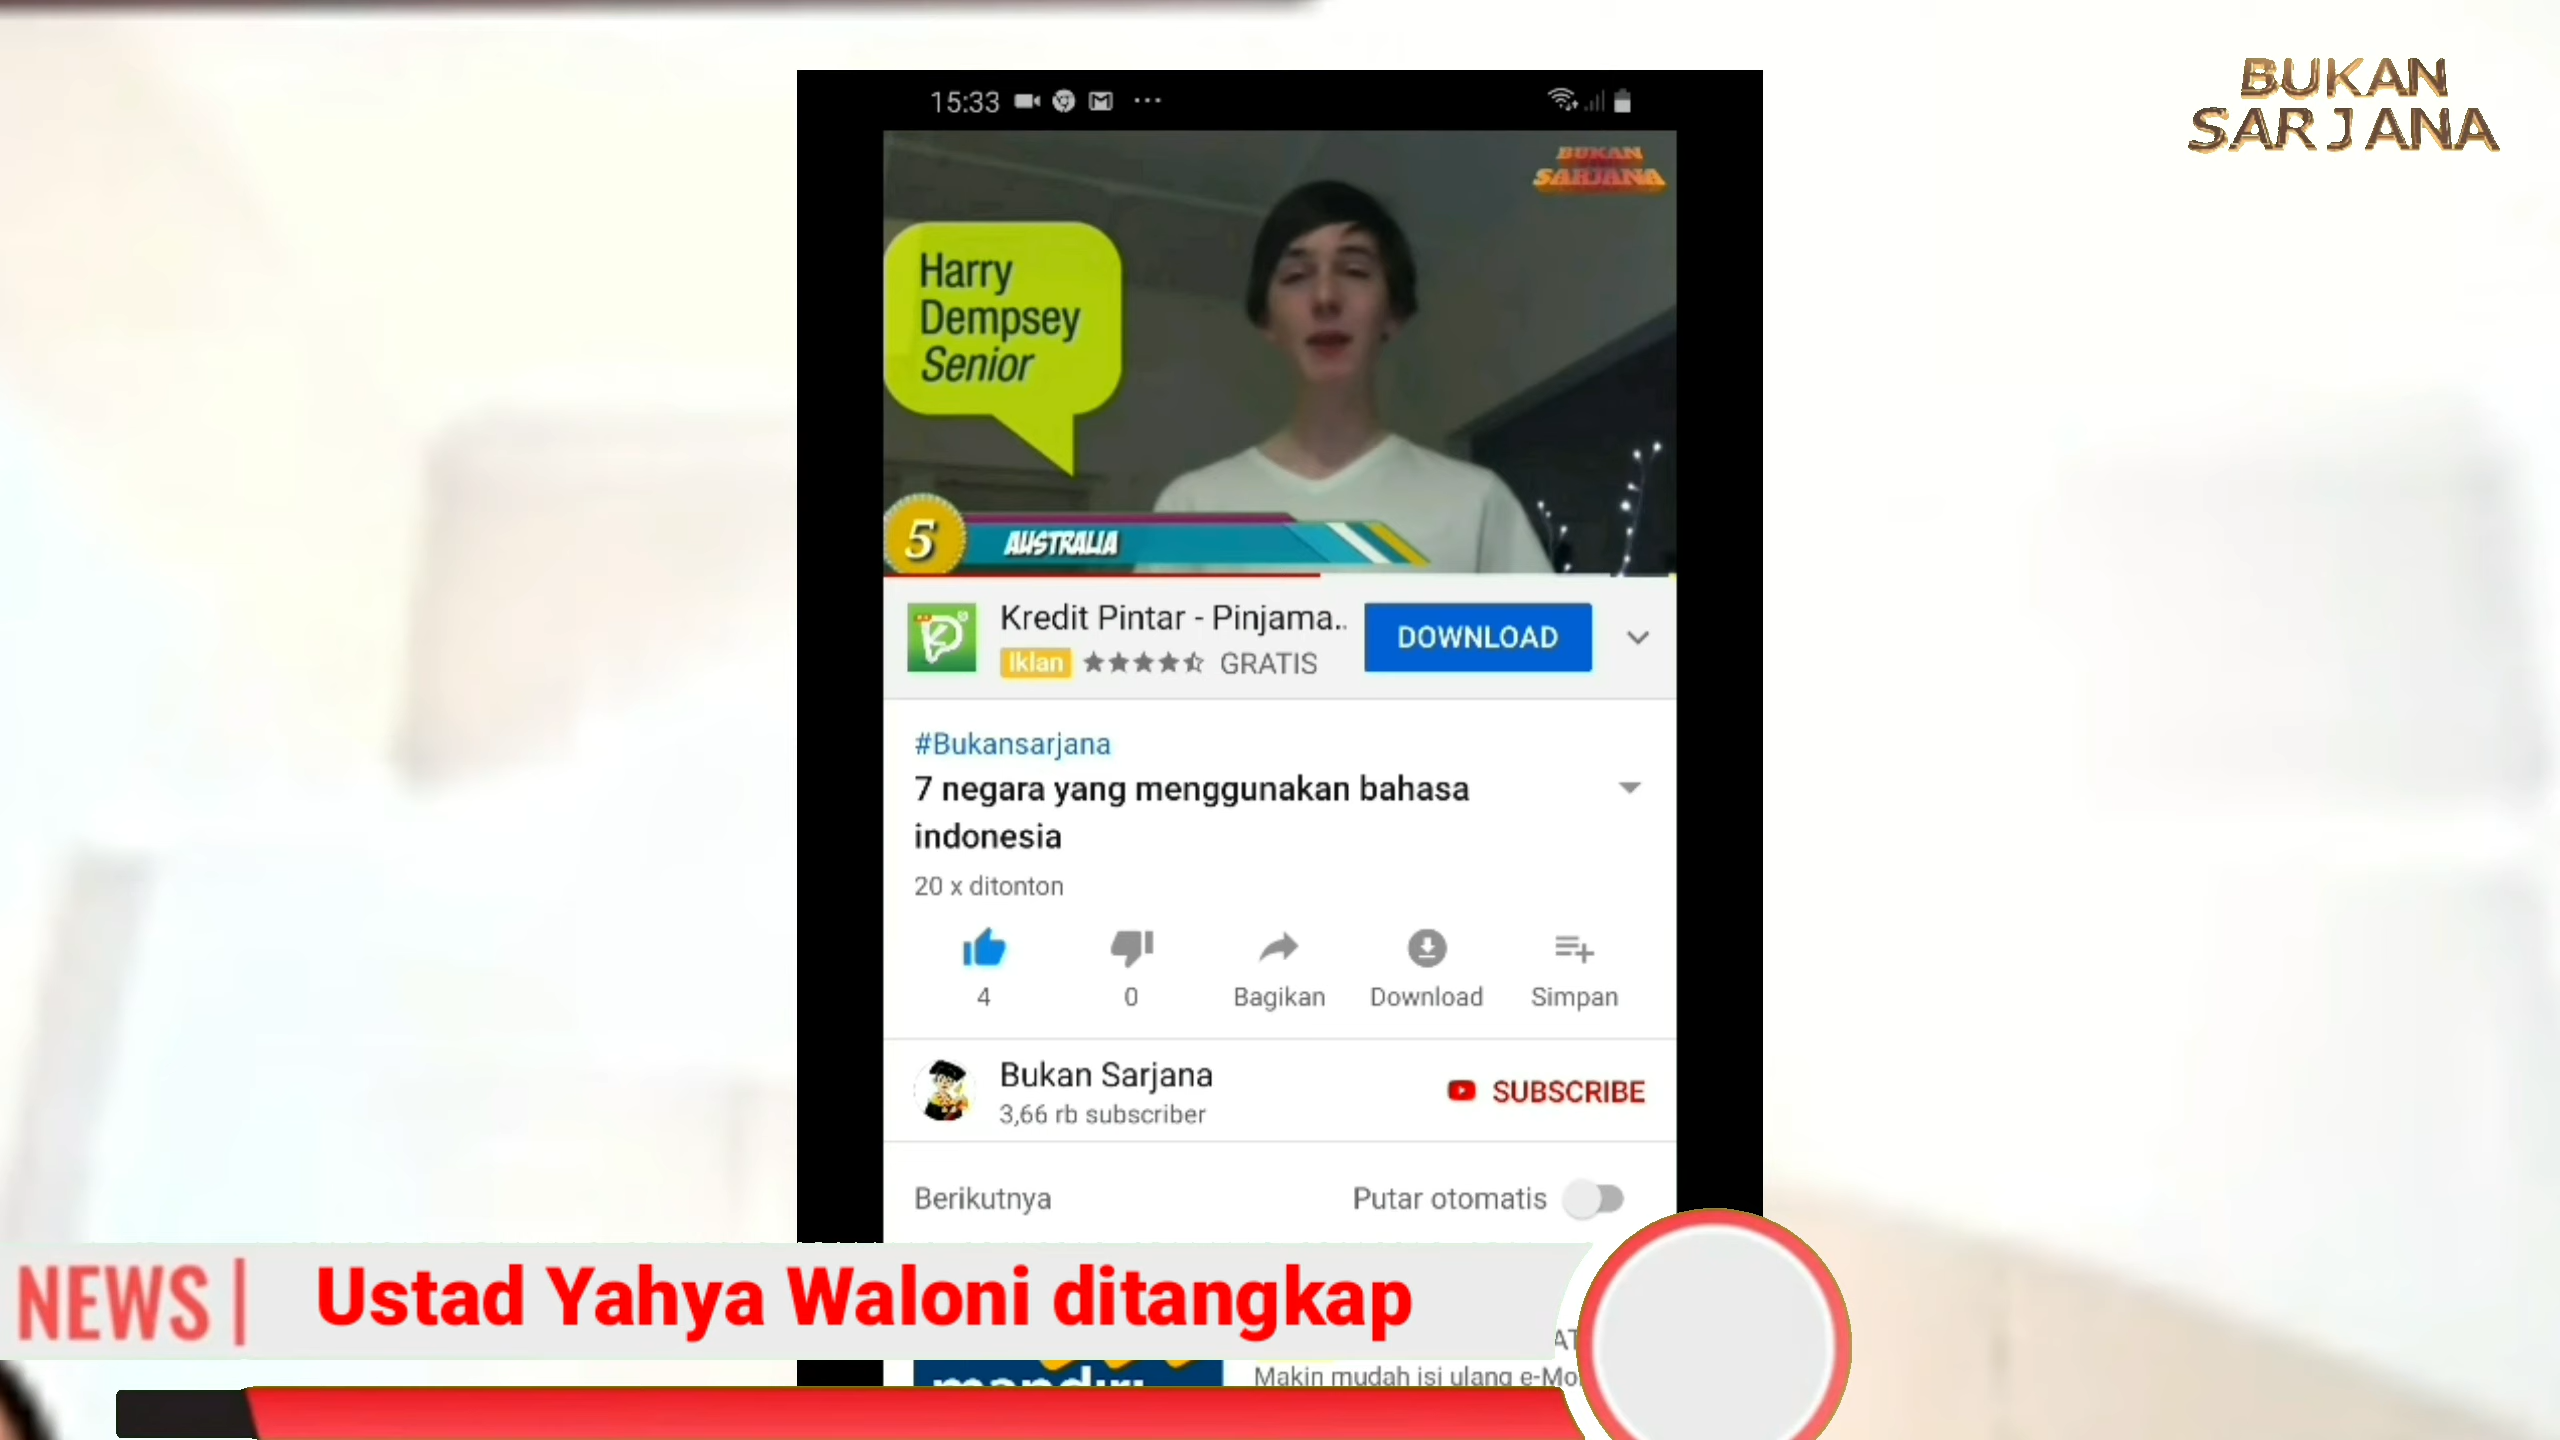 BUKAN
SARJANA
15:33
BUKAN
SARJANA
Harry
Dempsey
Senior
5
AUSTRALIA
Kredit Pintar - Pinjama..
Iklan GRATIS
DOWNLOAD
#Bukansarjana
7 negara yang menggunakan bahasa
indonesia
20 x ditonton
4 0 Bagikan Download Simpan
Bukan Sarjana
3,66 rb subscriber
SUBSCRIBE
Berikutnya Putar otomatis
NEWS | Ustad Yahya Waloni ditangkap
Makin mudah isi ulang e-Mo